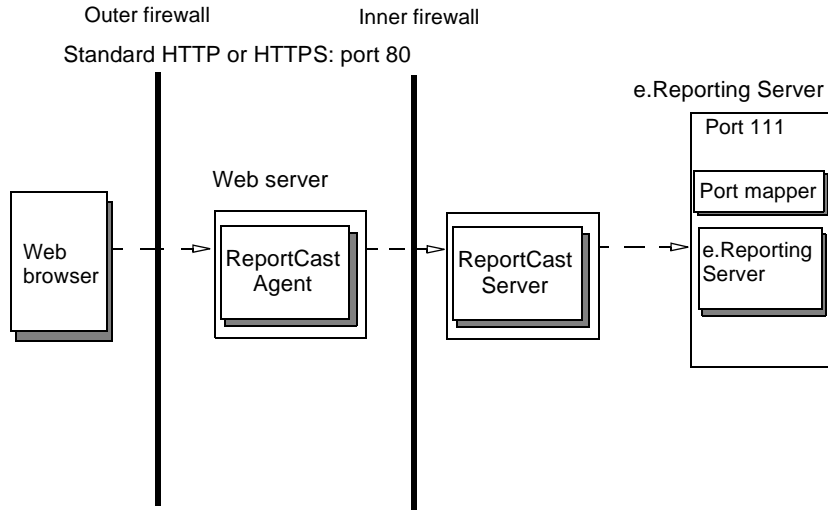 Outer firewall
Inner firewall
Standard HTTP or HTTPS: port 80
e.Reporting Server
Port 111
Web server
Port mapper
Web
browser
ReportCast
Agent
ReportCast
Server
e.Reporting
Server